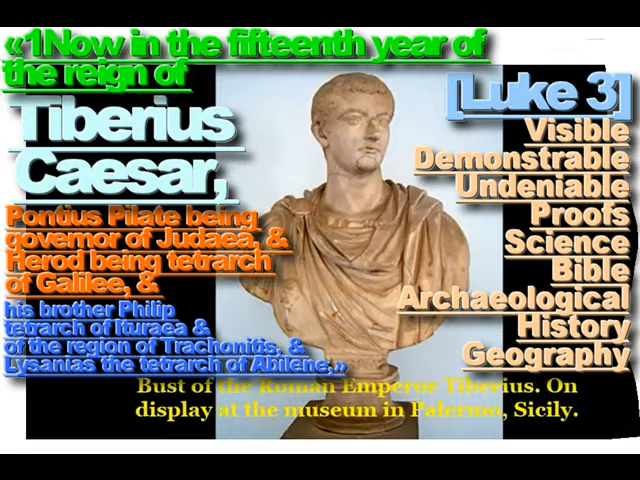 «1Now in the fifteenth year of
the reign of
Tiberius
Caesar,
Pontius Pilate being
governor of Judaea, &
Herod being tetrarch
of Galilee, &
his brother Philip
tetrarch of Ituraea &
of the region of Trachonitis, &
Lysanias the tetrarch of Abilene,»
[Luke 3]
Visible
Demonstrable
Undeniable
Proofs
Science
Bible
Archaeological
History
Geography
Bust of the Roman Emperor Tiberius. On
display at the museum in Palermo, Sicily.